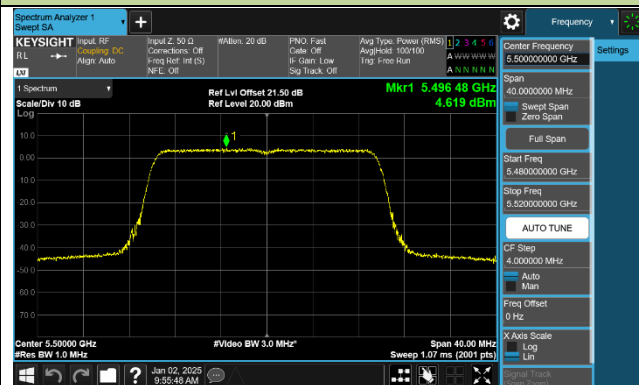 Spectrum Analyzer 1
Swept SA
Frequency
KEYSIGHT
RL
LXI
Input: RF
Coupling: DC
Align: Auto
Input Z: 50 Ω
Corrections: Off
Freq Ref: Int (S)
NFE: Off
#Atten: 20 dB
PNO: Fast
Gate: Off
IF Gain: Low
Sig Track: Off
Avg Type: Power (RMS)
Avg|Hold: 100/100
Trig: Free Run
1 2 3 4 5 6
A W W W W W
A N N N N N
Center Frequency
5.500000000 GHz
Settings
Span
40.0000000 MHz
Swept Span
Zero Span
Full Span
Start Freq
5.480000000 GHz
Stop Freq
5.520000000 GHz
AUTO TUNE
CF Step
4.000000 MHz
Auto
Man
Freq Offset
0 Hz
X Axis Scale
Log
Lin
Signal Track
(Span Zoom)
1 Spectrum
Scale/Div 10 dB
Log
Ref Lvl Offset 21.50 dB
Ref Level 20.00 dBm
Mkr1 5.496 48 GHz
4.619 dBm
1
10.0
0.00
-10.0
-20.0
-30.0
-40.0
-50.0
-60.0
-70.0
Center 5.50000 GHz
#Res BW 1.0 MHz
#Video BW 3.0 MHz*
Span 40.00 MHz
Sweep 1.07 ms (2001 pts)
?
Jan 02, 2025
9:55:48 AM